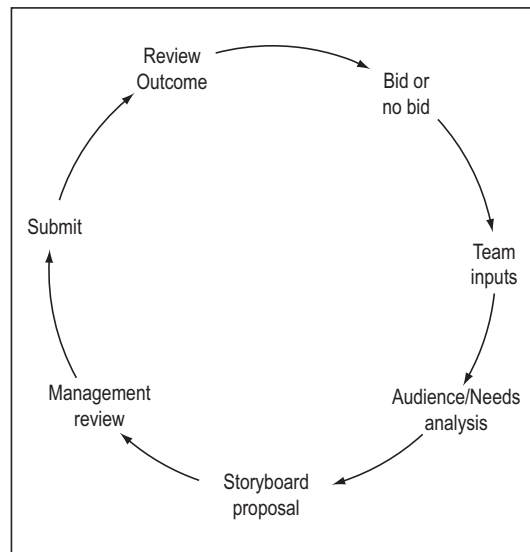 Review
Outcome
Bid or
no bid
Team
inputs
Audience/Needs
analysis
Storyboard
proposal
Management
review
Submit